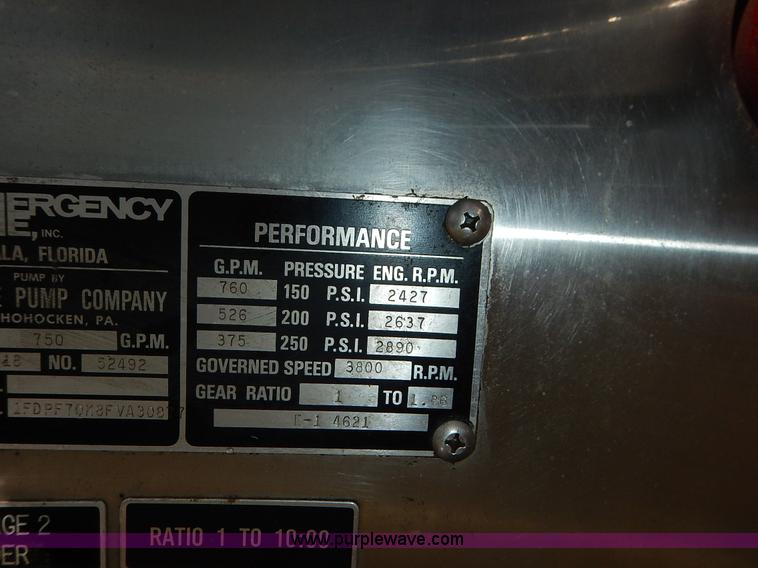 ERGENCY
E, INC.
LA, FLORIDA
PUMP BY
E PUMP COMPANY
HOHOCKEN, PA.
750 G.P.M.
18 NO. 52492
PERFORMANCE
G.P.M. PRESSURE ENG. R.P.M.
760 150 P.S.I. 2427
526 200 P.S.I. 2637
375 250 P.S.I. 2890
GOVERNED SPEED 3800 R.P.M.
GEAR RATIO 1 TO
4621
GE 2
ER
RATIO 1 TO
www.purplewave.com